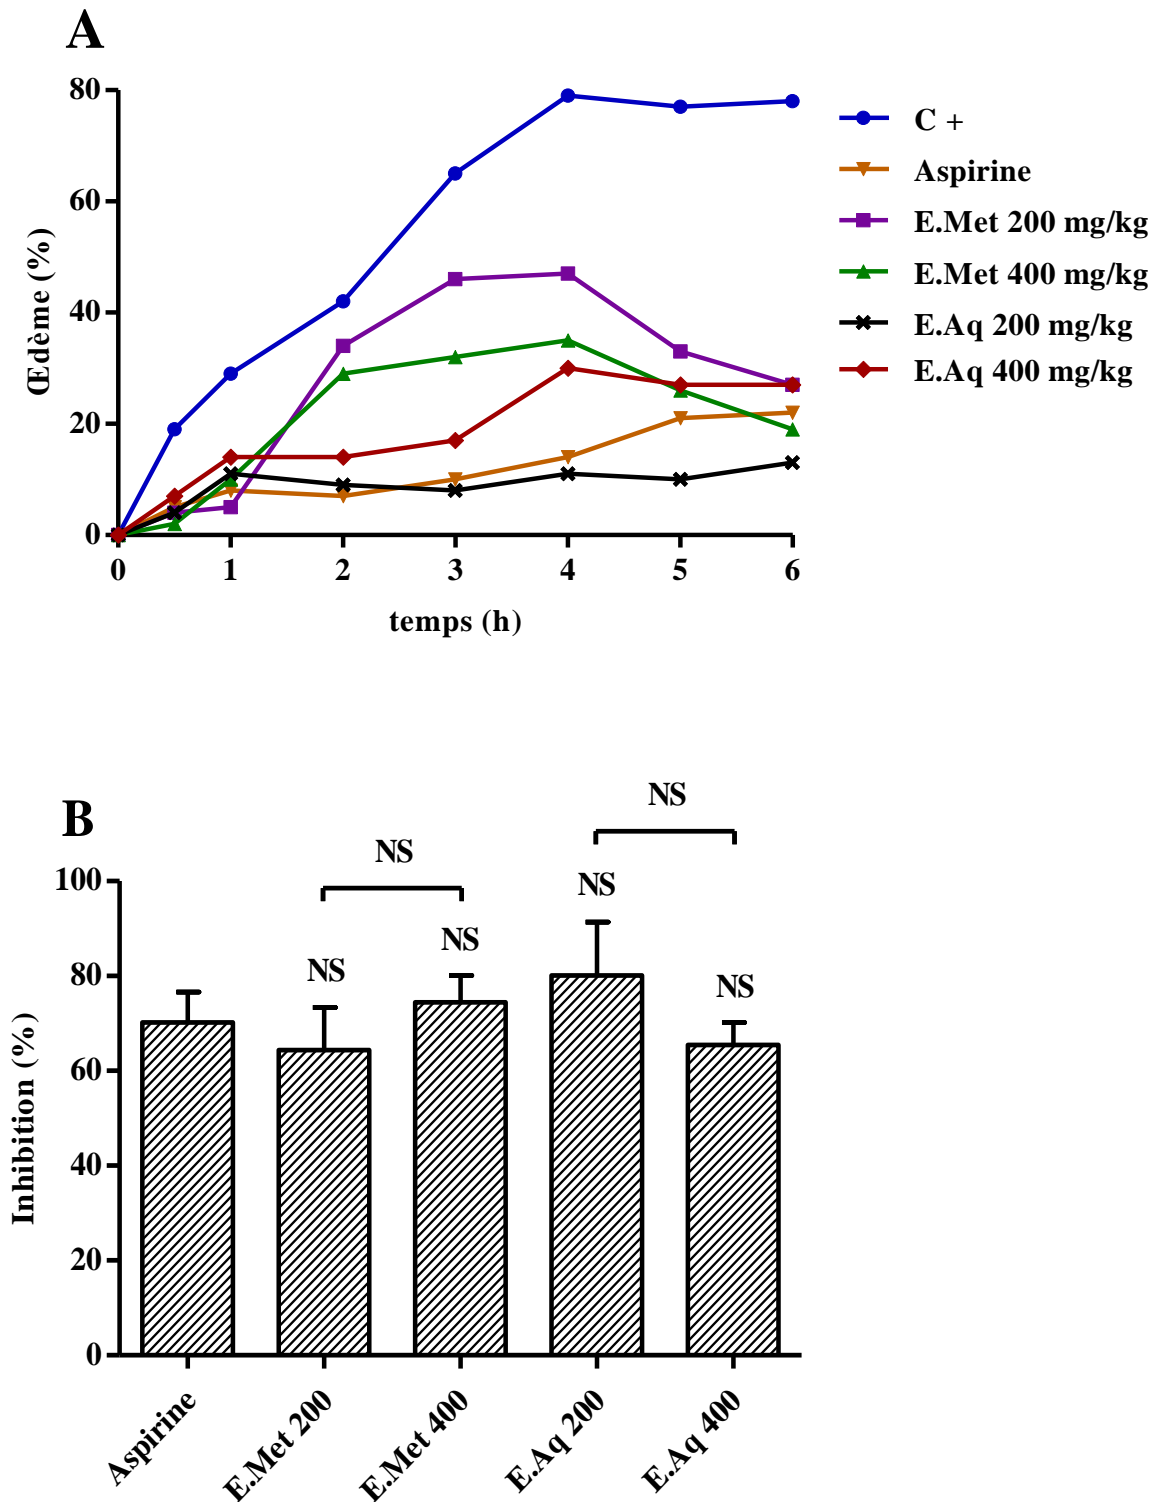 A
80
60
40
20
0
Œdème (%)
0 1 2 3 4 5 6
temps (h)
C +
Aspirine
E.Met 200 mg/kg
E.Met 400 mg/kg
E.Aq 200 mg/kg
E.Aq 400 mg/kg
B
NS
NS
NS
NS
NS
NS
100
80
60
40
20
0
Inhibition (%)
Aspirine
E.Met 200
E.Met 400
E.Aq 200
E.Aq 400